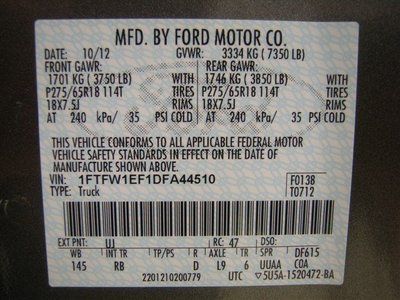 MFD. BY FORD MOTOR CO.
DATE: 10/12 GVWR: 3334 KG ( 7350 LB)
FRONT GAWR: REAR GAWR:
1701 KG ( 3750 LB) WITH 1746 KG ( 3850 LB) WITH
P275/65R18 114T TIRES P275/65R18 114T TIRES
18X7.5J RIMS 18X7.5J RIMS
AT 240 kPa/ 35 PSI COLD AT 240 kPa/ 35 PSI COLD
THIS VEHICLE CONFORMS TO ALL APPLICABLE FEDERAL MOTOR
VEHICLE SAFETY STANDARDS IN EFFECT ON THE DATE OF
MANUFACTURE SHOWN ABOVE.
VIN: 1FTFW1EF1DFA44510 F0138
TYPE: Truck T0712
EXT PNT: UJ RC: 47 DSO:
WB INT TR TP/PS R AXLE TR SPR DF615
145 RB D L9 6 UUAA COA
2201210200779 UTC 5U5A-1520472-BA